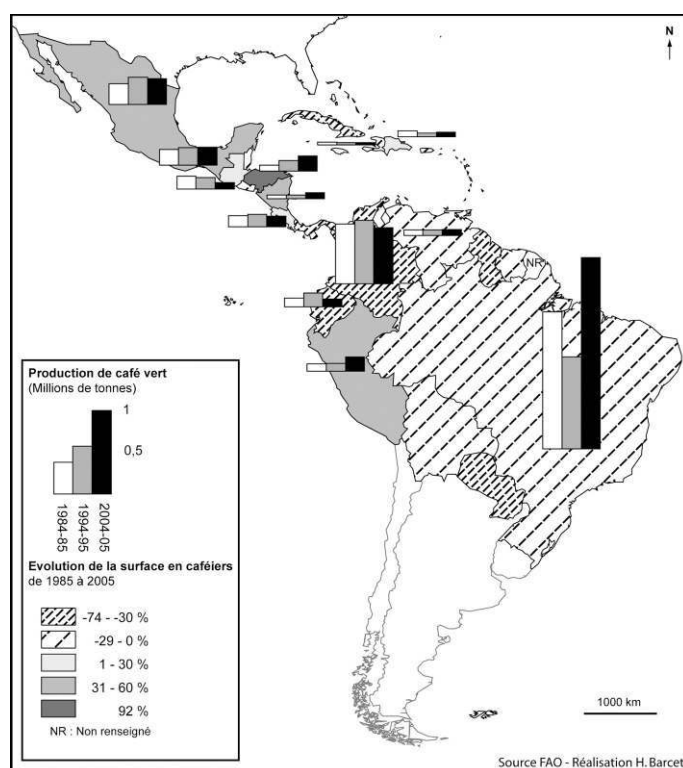 N
NR
Production de café vert
(Millions de tonnes)
1
0,5
1984-85
1994-95
2004-05
Evolution de la surface en caféiers
de 1985 à 2005
-74 - -30 %
-29 - 0 %
1 - 30 %
31 - 60 %
92 %
NR : Non renseigné
1000 km
Source FAO - Réalisation H. Barcet